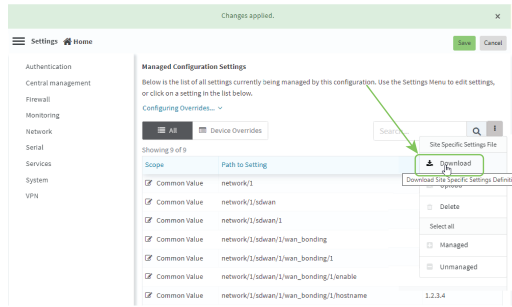 Changes applied. ×
Settings Home Save Cancel
Authentication
Central management
Firewall
Monitoring
Network
Serial
Services
System
VPN
Managed Configuration Settings
Below is the list of all settings currently being managed by this configuration. Use the Settings Menu to edit settings,
or click on a setting in the list below.
Configuring Overrides...
All Device Overrides Search
Showing 9 of 9
Scope Path to Setting
Common Value network/1
Common Value network/1/sdwan
Common Value network/1/sdwan/1
Common Value network/1/sdwan/1/wan_bonding
Common Value network/1/sdwan/1/wan_bonding/1
Common Value network/1/sdwan/1/wan_bonding/1/enable
Common Value network/1/sdwan/1/wan_bonding/1/hostname 1.2.3.4
Site Specific Settings File
Download
Download Site Specific Settings Definiti
Upload
Delete
Select all
Managed
Unmanaged